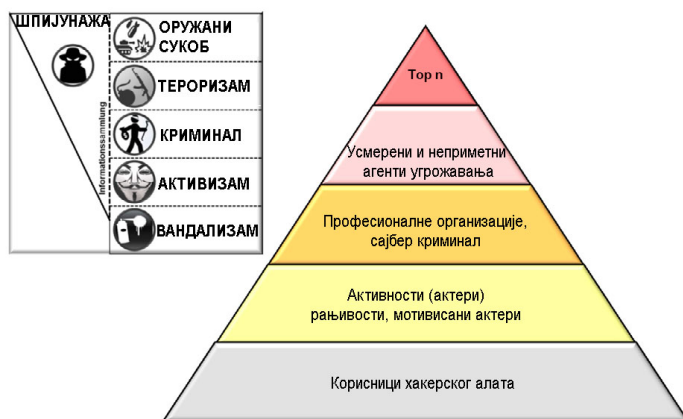 ШПИЈУНАЖА
ОРУЖАНИ
СУКОБ
ТЕРОРИЗАМ
КРИМИНАЛ
АКТИВИЗАМ
ВАНДАЛИЗАМ
Informationssammlung
Top n
Усмерени и неприметни
агенти угрожавања
Професионалне организације,
сајбер криминал
Активности (актери)
рањивости, мотивисани актери
Корисници хакерског алата